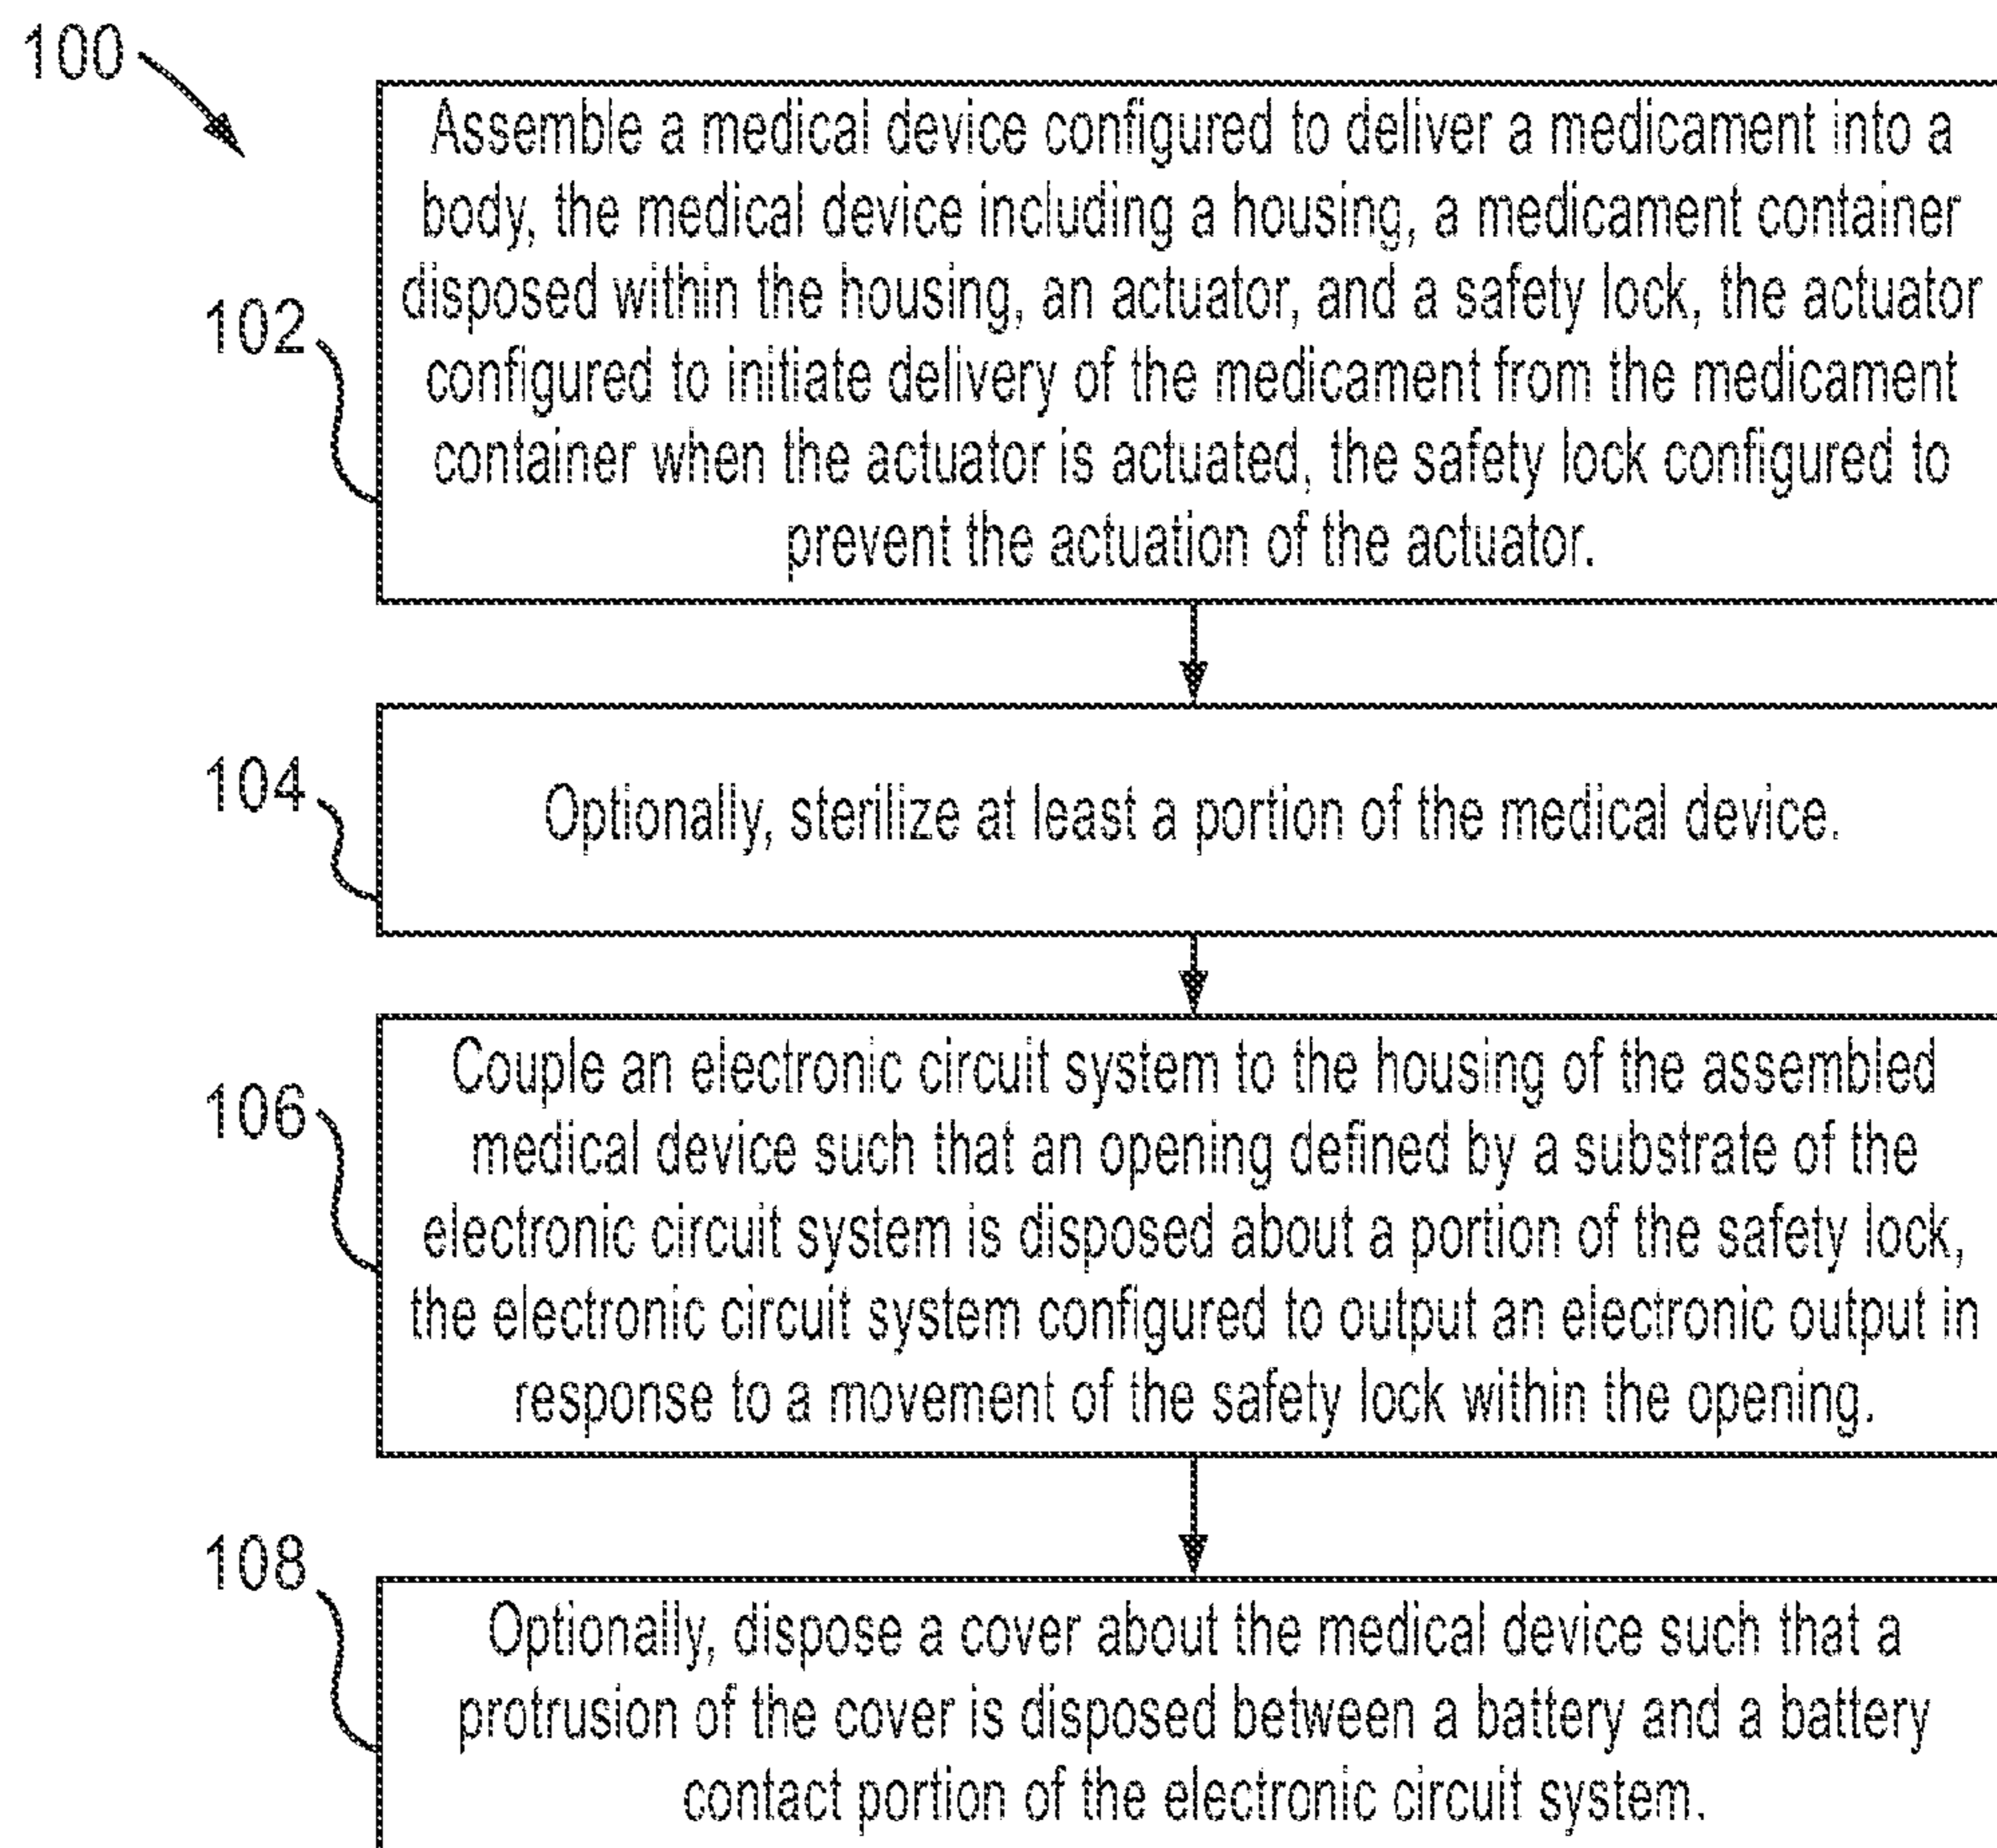 100
Assemble a medical device configured to deliver a medicament into a
body, the medical device including a housing, a medicament container
disposed within the housing, an actuator, and a safety lock, the actuator
102
configured to initiate delivery of the medicament from the medicament
container when the actuator is actuated, the safety lock configured to
prevent the actuation of the actuator.
104
Optionally, sterilize at least a portion of the medical device.
Couple an electronic circuit system to the housing of the assembled
106
medical device such that an opening defined by a substrate of the
electronic circuit system is disposed about a portion of the safety lock,
the electronic circuit system configured to output an electronic output in
response to a movement of the safety lock within the opening.
108
Optionally, dispose a cover about the medical device such that a
protrusion of the cover is disposed between a battery and a battery
contact portion of the electronic circuit system.